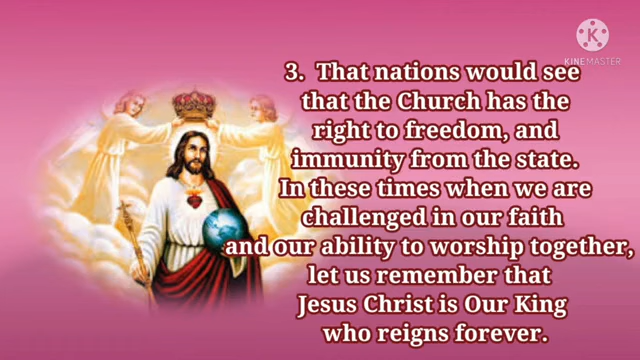 K
KINEMASTER
3. That nations would see
that the Church has the
right to freedom, and
immunity from the state.
In these times when we are
challenged in our faith
and our ability to worship together,
let us remember that
Jesus Christ is Our King
who reigns forever.